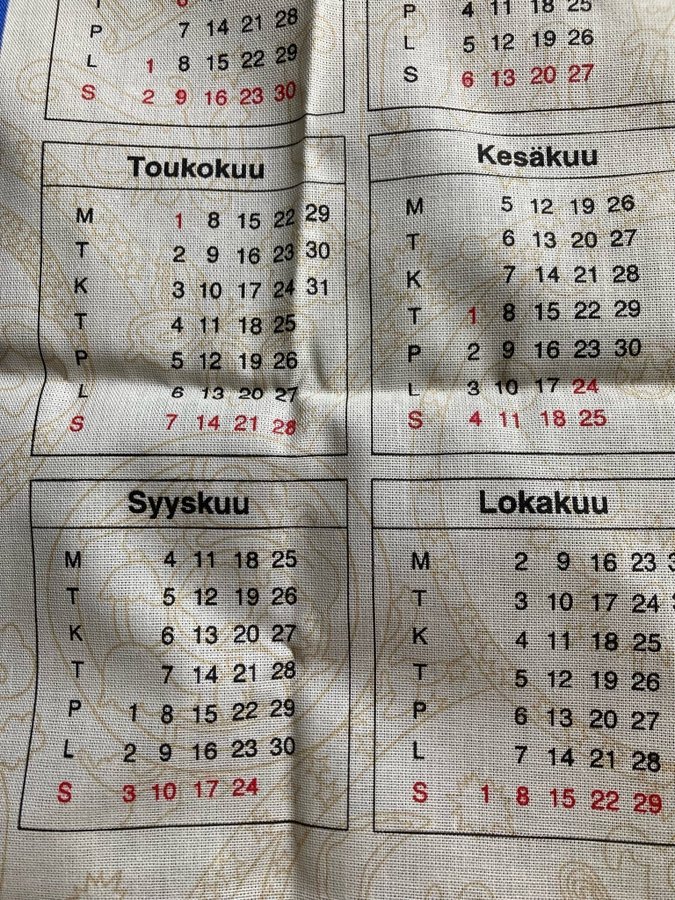 P 7 14 21 28
L 1 8 15 22 29
S 2 9 16 23 30
P 4 11 18 25
L 5 12 19 26
S 6 13 20 27
Toukokuu
M 1 8 15 22 29
T 2 9 16 23 30
K 3 10 17 24 31
T 4 11 18 25
P 5 12 19 26
L 6 13 20 27
S 7 14 21 28
Kesäkuu
M 5 12 19 26
T 6 13 20 27
K 7 14 21 28
T 1 8 15 22 29
P 2 9 16 23 30
L 3 10 17 24
S 4 11 18 25
Syyskuu
M 4 11 18 25
T 5 12 19 26
K 6 13 20 27
T 7 14 21 28
P 1 8 15 22 29
L 2 9 16 23 30
S 3 10 17 24
Lokakuu
M 2 9 16 23
T 3 10 17 24
K 4 11 18 25
T 5 12 19 26
P 6 13 20 27
L 7 14 21 28
S 1 8 15 22 29